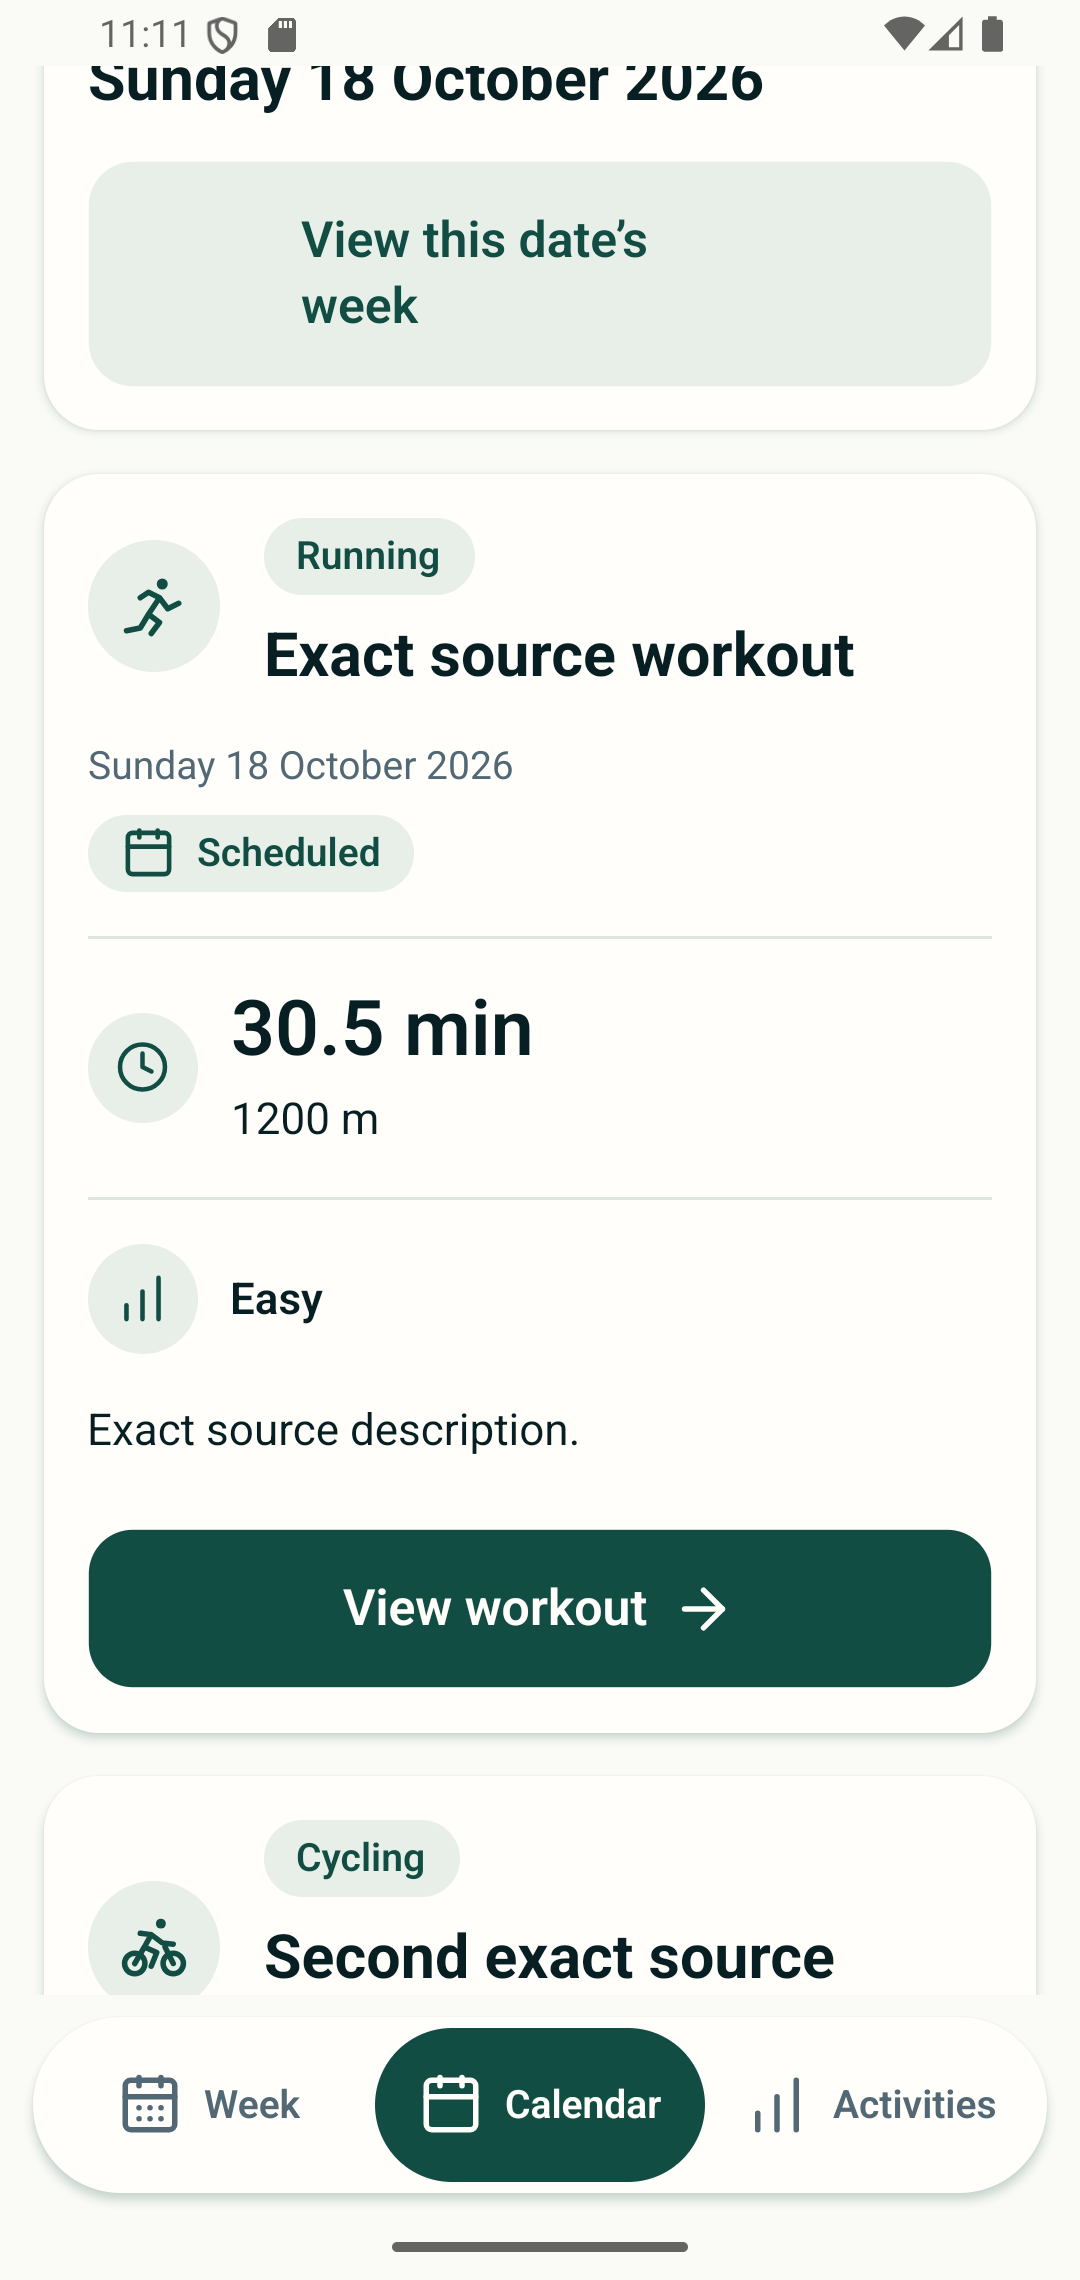 11:11
Sunday 18 October 2026
View this date’s
week
Running
Exact source workout
Sunday 18 October 2026
Scheduled
30.5 min
1200 m
Easy
Exact source description.
View workout
Cycling
Second exact source
Week
Calendar
Activities